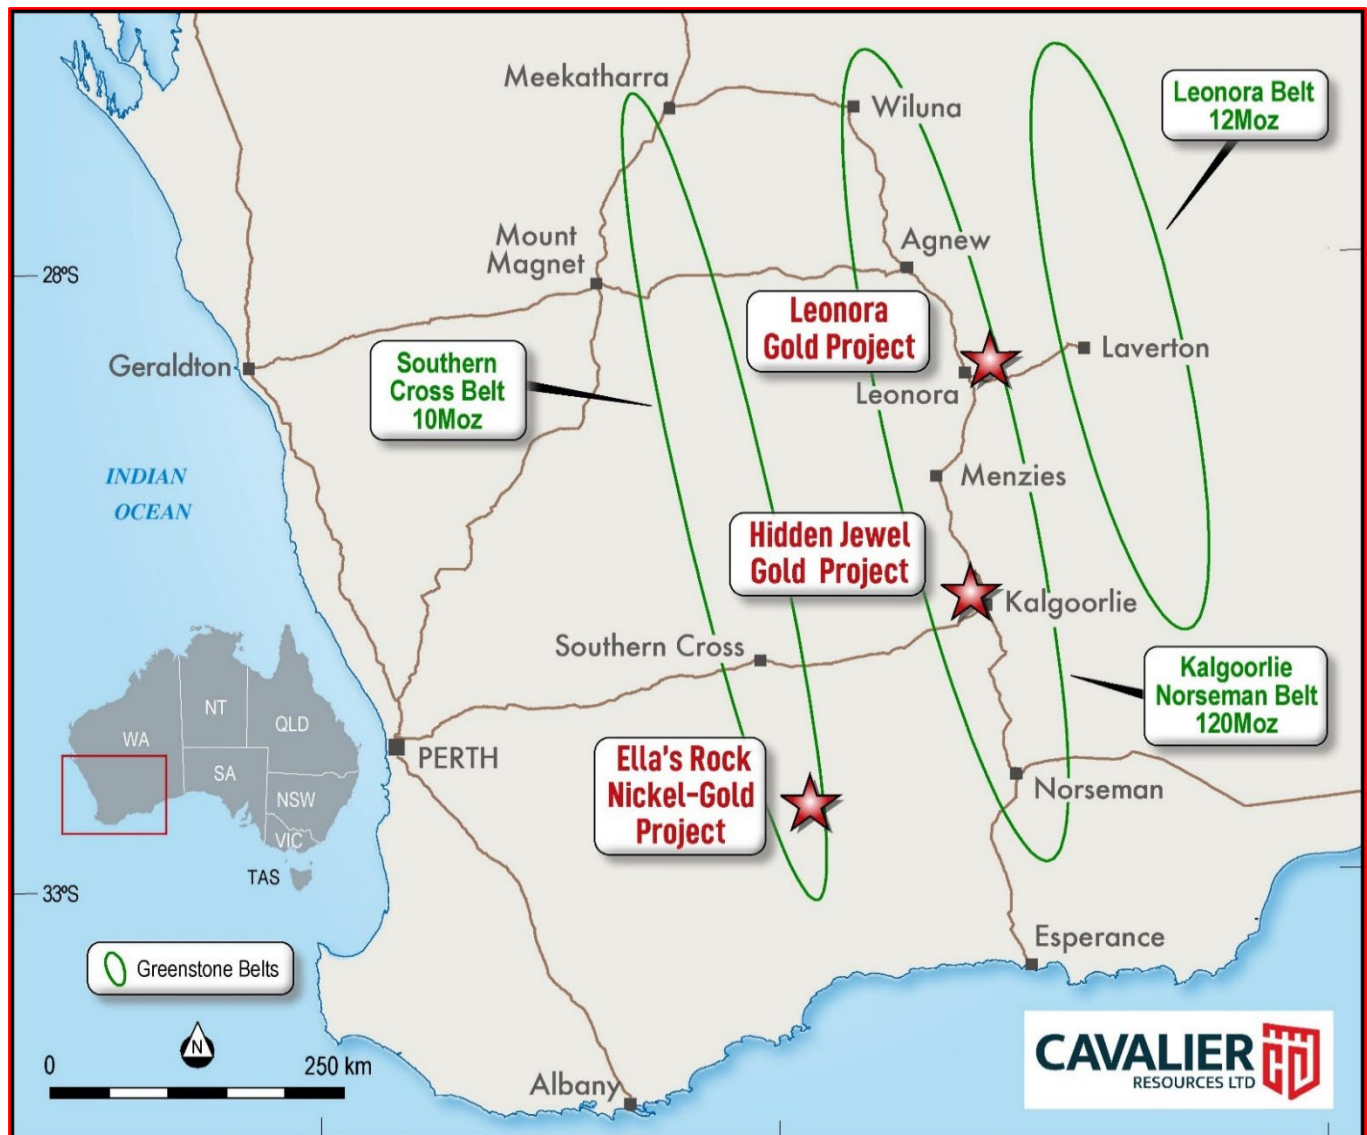 Meekatharra
Wiluna
Leonora Belt
12Moz
Mount
Magnet
Agnew
28ºS
Leonora
Gold Project
Geraldton
Southern
Cross Belt
10Moz
Laverton
Leonora
INDIAN
OCEAN
Menzies
Hidden Jewel
Gold Project
Kalgoorlie
Southern Cross
Kalgoorlie
Norseman Belt
120Moz
NT
QLD
WA
SA
NSW
VIC
TAS
PERTH
Ella's Rock
Nickel-Gold
Project
Norseman
33ºS
Esperance
Greenstone Belts
N
0 250 km
Albany
CAVALIER
RESOURCES LTD